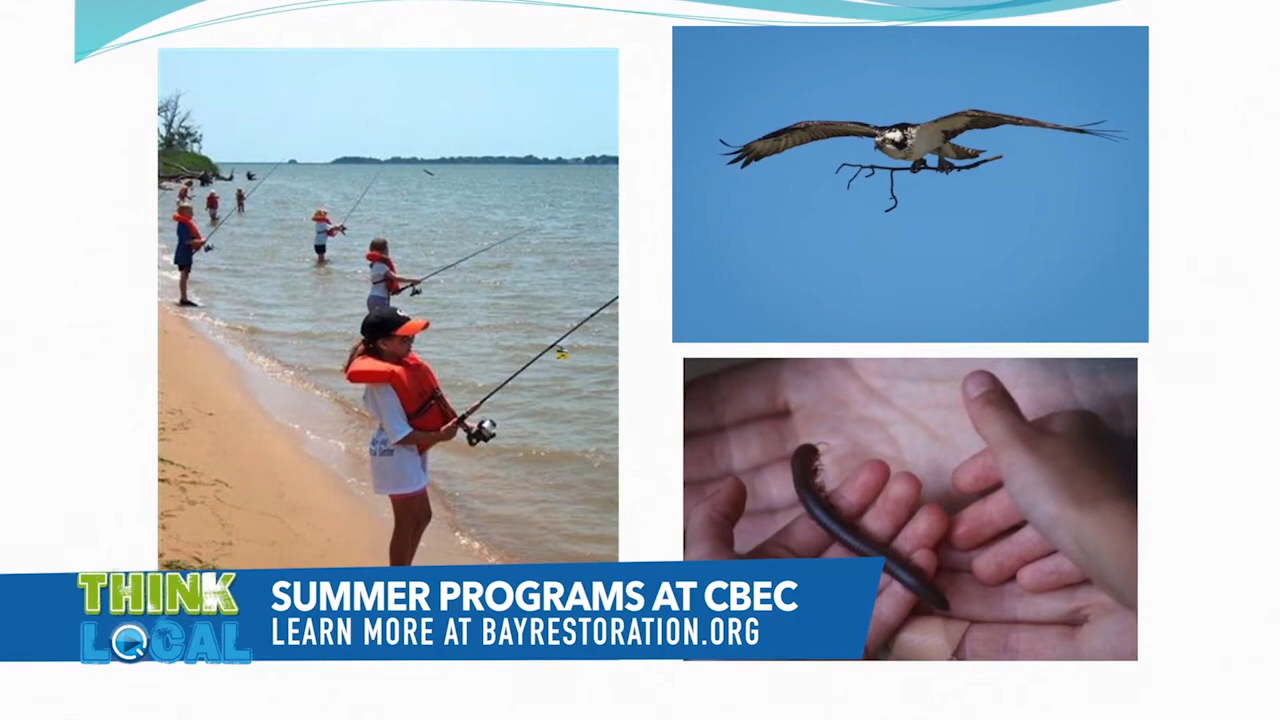 THINK
LOCAL
SUMMER PROGRAMS AT CBEC
LEARN MORE AT BAYRESTORATION.ORG